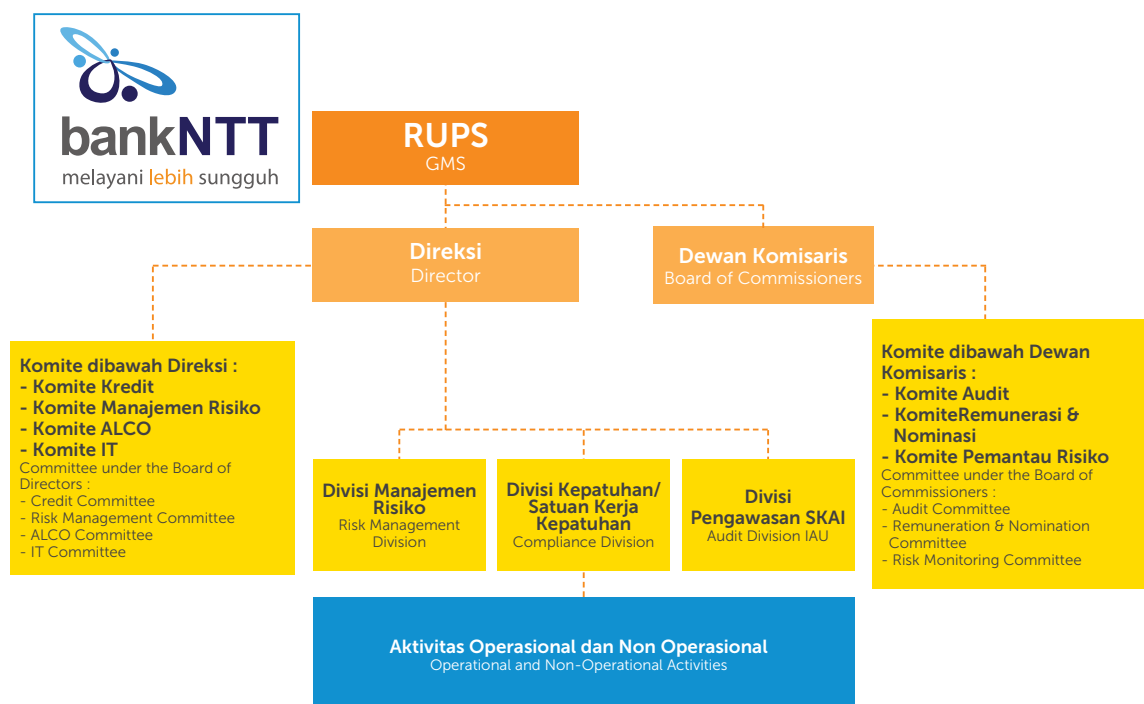 bankNTT
melayani lebih sungguh
RUPS
GMS
Direksi
Director
Dewan Komisaris
Board of Commissioners
Komite dibawah Direksi :
- Komite Kredit
- Komite Manajemen Risiko
- Komite ALCO
- Komite IT
Committee under the Board of
Directors :
- Credit Committee
- Risk Management Committee
- ALCO Committee
- IT Committee
Komite dibawah Dewan
Komisaris :
- Komite Audit
- KomiteRemunerasi &
Nominasi
- Komite Pemantau Risiko
Committee under the Board of
Commissioners :
- Audit Committee
- Remuneration & Nomination
Committee
- Risk Monitoring Committee
Divisi Manajemen
Risiko
Risk Management
Division
Divisi Kepatuhan/
Satuan Kerja
Kepatuhan
Compliance Division
Divisi
Pengawasan SKAI
Audit Division IAU
Aktivitas Operasional dan Non Operasional
Operational and Non-Operational Activities